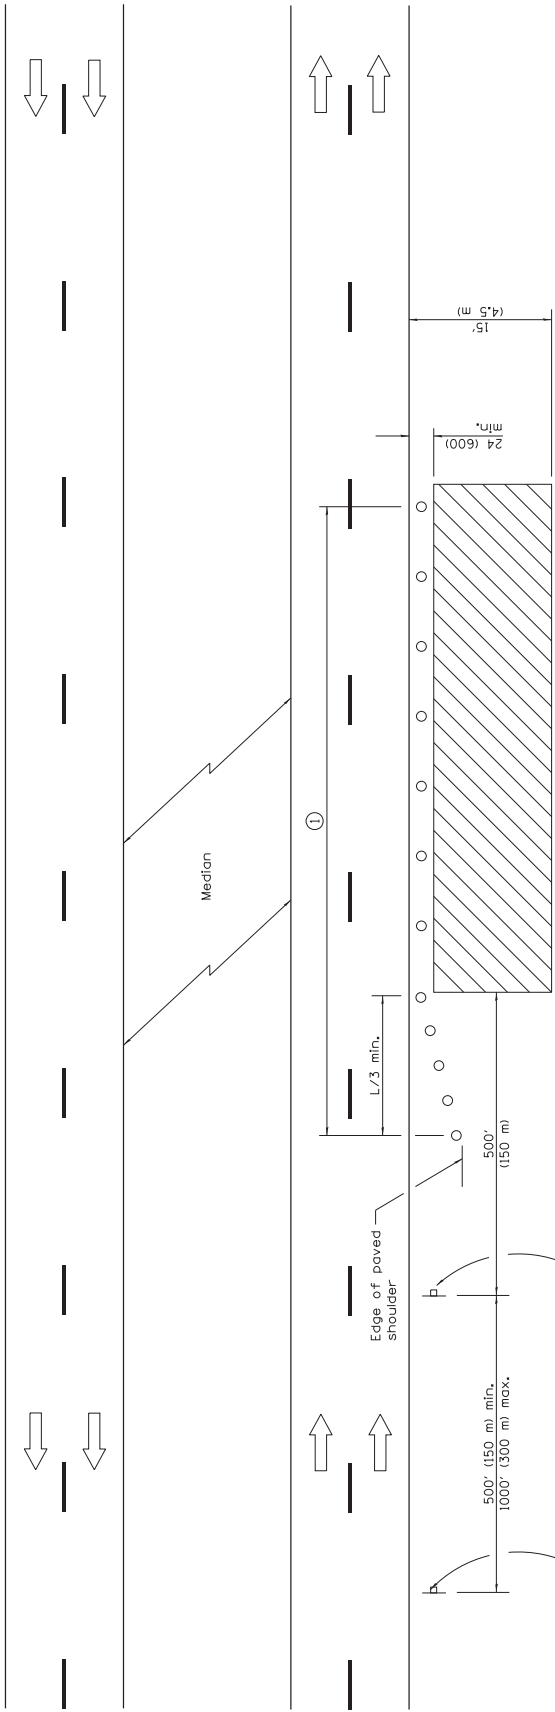 15'
(4.5 m)
24 (600)
min.
Median
1
L/3 min.
500'
(150 m)
Edge of paved
shoulder
500' (150 m) min.
1000' (300 m) max.